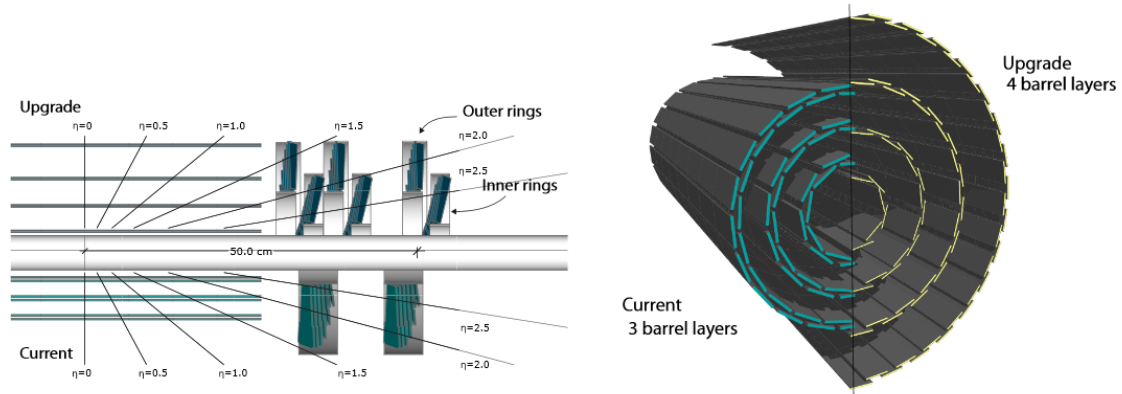 Upgrade
η=0
η=0.5
η=1.0
η=1.5
Outer rings
η=2.0
η=2.5
Inner rings
50.0 cm
η=2.5
Current
η=0
η=0.5
η=1.0
η=1.5
η=2.0
Upgrade
4 barrel layers
Current
3 barrel layers